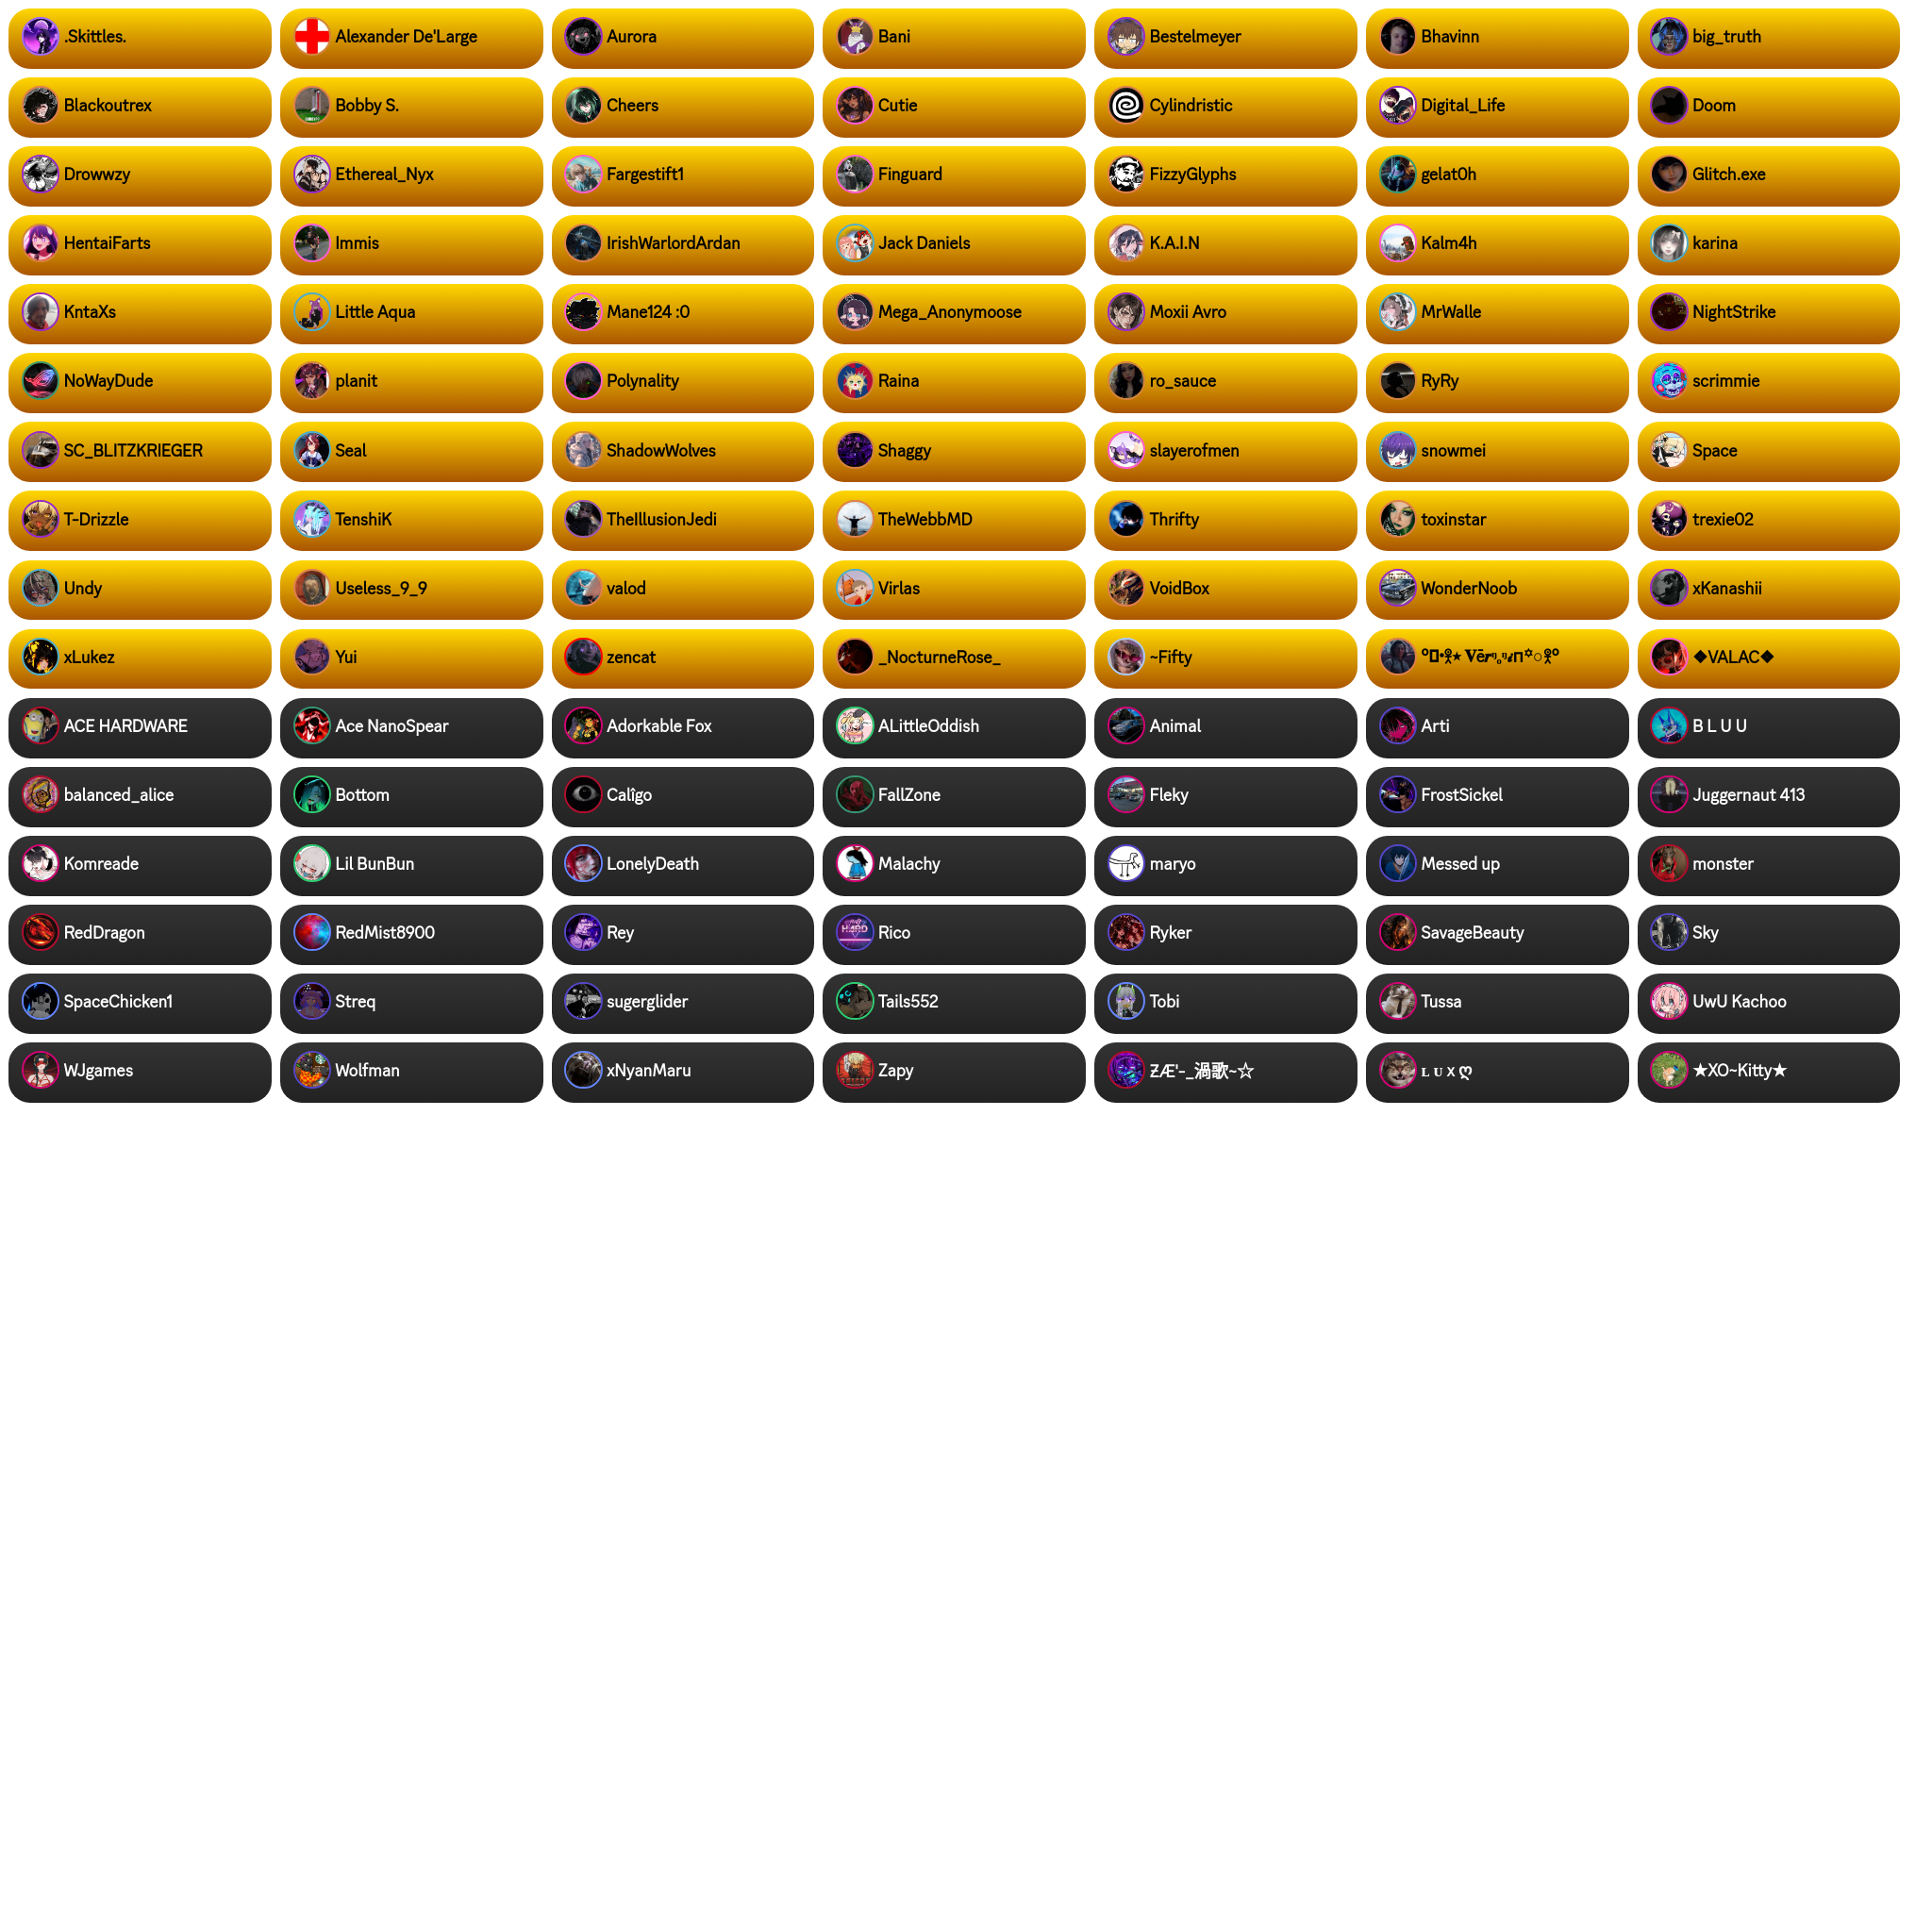 .Skittles. Alexander De'Large Aurora Bani Bestelmeyer Bhavinn big_truth
Blackoutrex Bobby S. Cheers Cutie Cylindristic Digital_Life Doom
Drowwzy Ethereal_Nyx Fargestift1 Finguard FizzyGlyphs gelat0h Glitch.exe
HentaiFarts Immis IrishWarlordArdan Jack Daniels K.A.I.N Kalm4h karina
KntaXs Little Aqua Mane124 :0 Mega_Anonymoose Moxii Avro MrWalle NightStrike
NoWayDude planit Polynality Raina ro_sauce RyRy scrimmie
SC_BLITZKRIEGER Seal ShadowWolves Shaggy slayerofmen snowmei Space
T-Drizzle TenshiK TheIllusionJedi TheWebbMD Thrifty toxinstar trexie02
Undy Useless_9_9 valod Virlas VoidBox WonderNoob xKanashii
xLukez Yui zencat _NocturneRose_ ~Fifty ❖VALAC❖
ACE HARDWARE Ace NanoSpear Adorkable Fox ALittleOddish Animal Arti B L U U
balanced_alice Bottom Calîgo FallZone Fleky FrostSickel Juggernaut 413
Komreade Lil BunBun LonelyDeath Malachy maryo Messed up monster
RedDragon RedMist8900 Rey Rico Ryker SavageBeauty Sky
SpaceChicken1 Streq sugerglider Tails552 Tobi Tussa UwU Kachoo
WJgames Wolfman xNyanMaru Zapy ƵÆ'-_渦歌~☆ ʟ ᴜ x ღ ★XO~Kitty★